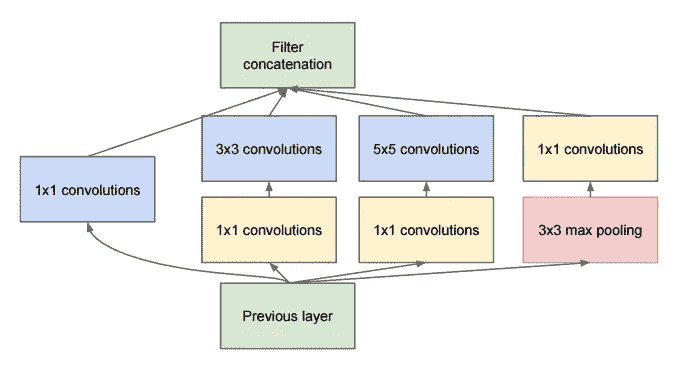 Filter
concatenation
3x3 convolutions
5x5 convolutions
1x1 convolutions
1x1 convolutions
1x1 convolutions
1x1 convolutions
3x3 max pooling
Previous layer